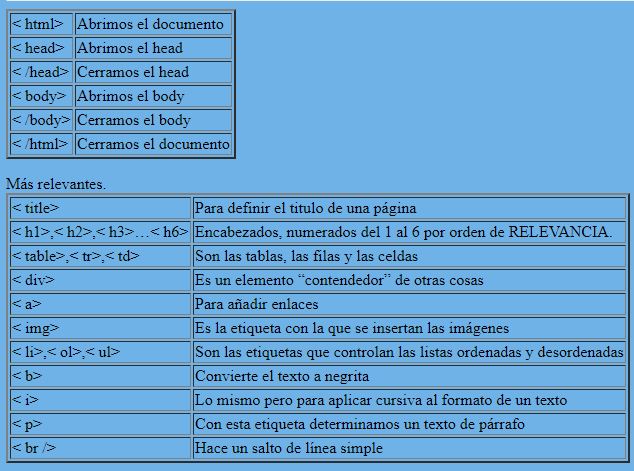 < html> Abrimos el documento
< head> Abrimos el head
< /head> Cerramos el head
< body> Abrimos el body
< /body> Cerramos el body
< /html> Cerramos el documento
Más relevantes.
< title> Para definir el titulo de una página
< h1>,< h2>,< h3>…< h6> Encabezados, numerados del 1 al 6 por orden de RELEVANCIA.
< table>,< tr>,< td> Son las tablas, las filas y las celdas
< div> Es un elemento “contendedor” de otras cosas
< a> Para añadir enlaces
< img> Es la etiqueta con la que se insertan las imágenes
< li>,< ol>,< ul> Son las etiquetas que controlan las listas ordenadas y desordenadas
< b> Convierte el texto a negrita
< i> Lo mismo pero para aplicar cursiva al formato de un texto
< p> Con esta etiqueta determinamos un texto de párrafo
< br /> Hace un salto de línea simple